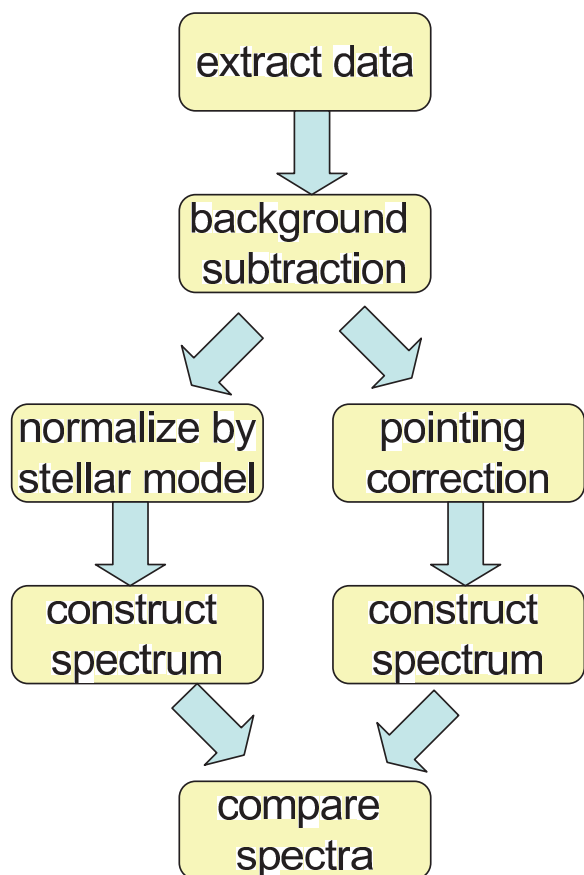 extract data
background
subtraction
normalize by
stellar model
pointing
correction
construct
spectrum
construct
spectrum
compare
spectra